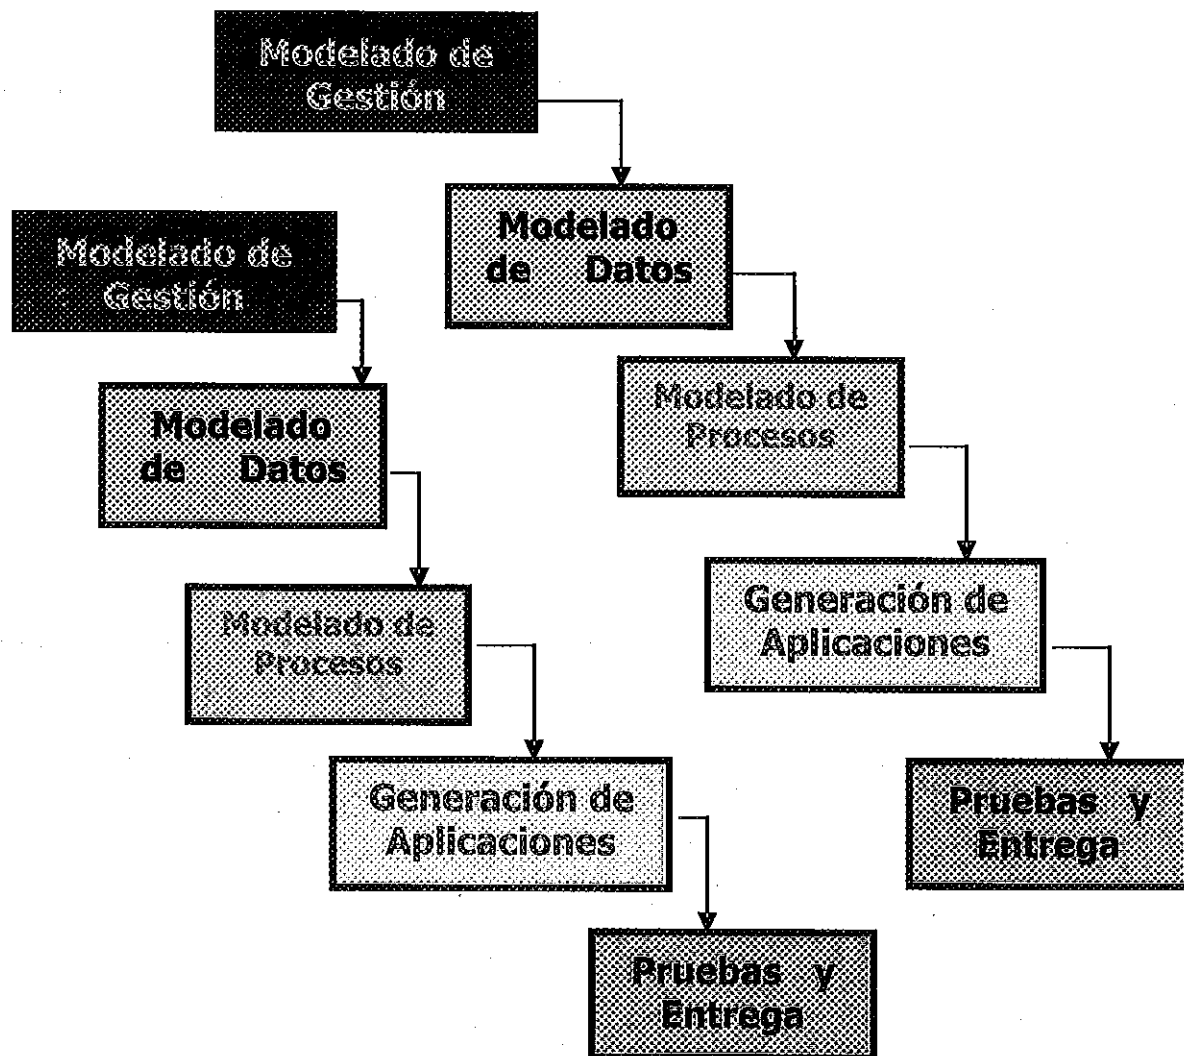 Modelado de
Gestión
Modelado
de Datos
Modelado de
Gestión
Modelado de
Procesos
Modelado
de Datos
Generación de
Aplicaciones
Modelado de
Procesos
Pruebas y
Entrega
Generación de
Aplicaciones
Pruebas y
Entrega